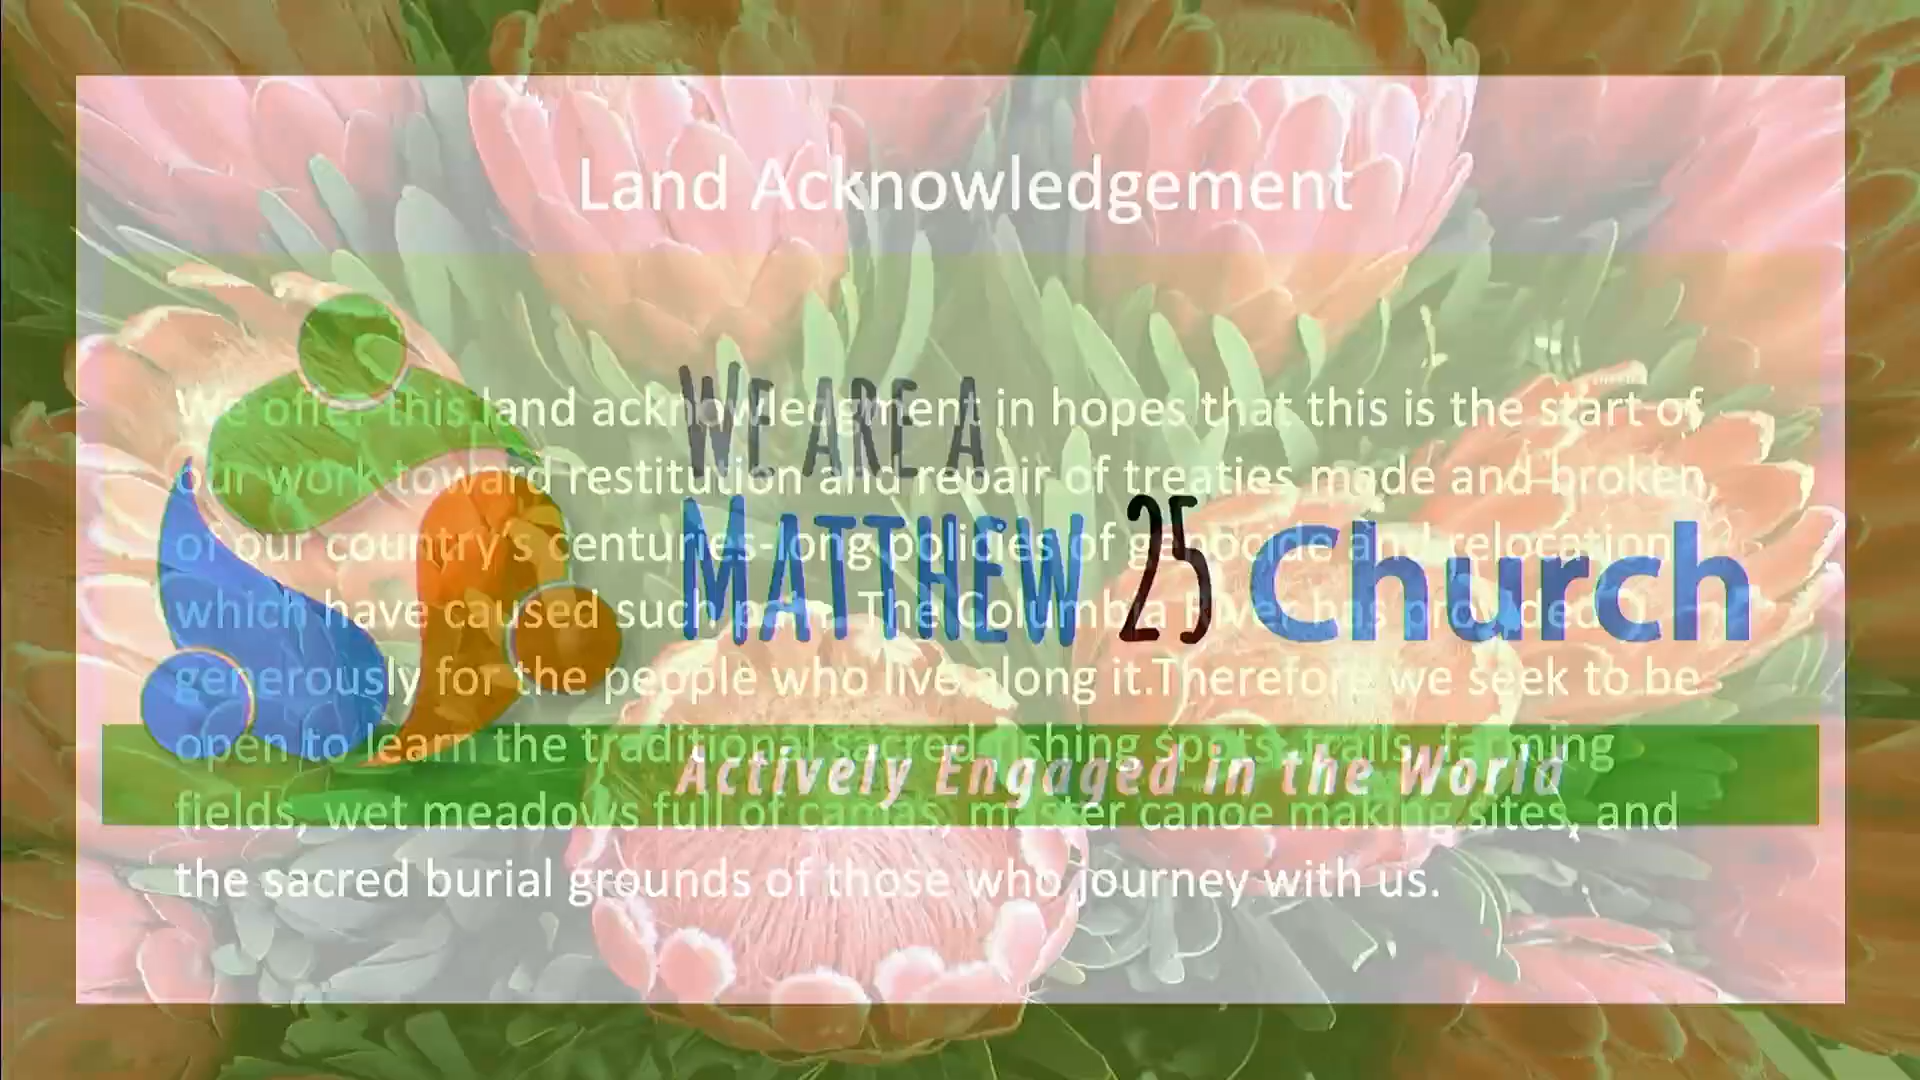 Land Acknowledgement
We offer this land acknowledgment in hopes that this is the start of
our work toward restitution and repair of treaties made and broken,
of our country's centuries-long policies of genocide and relocation
which have caused such pain. The Columbia River has provided
generously for the people who live along it.Therefore we seek to be
open to learn the traditional sacred fishing spots, trails, farming
fields, wet meadows full of camas, master canoe making sites, and
the sacred burial grounds of those who journey with us.
WE ARE A
MATTHEW 25 Church
Actively Engaged in the World